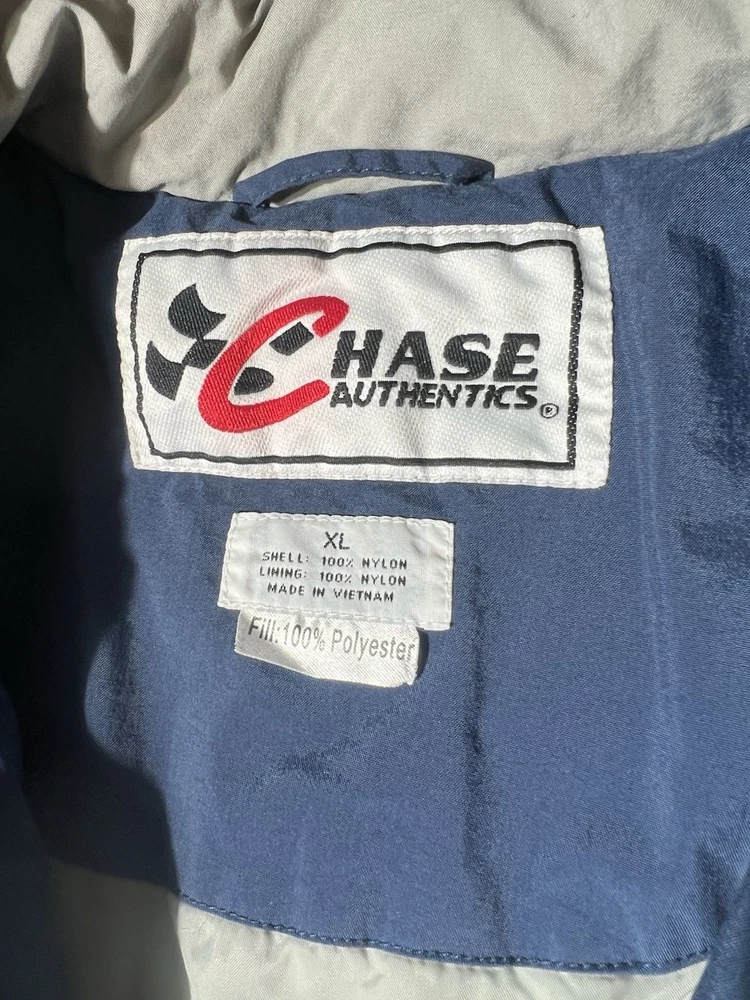 CHASE
AUTHENTICS®
XL
SHELL: 100% NYLON
LINING: 100% NYLON
MADE IN VIETNAM
Fill:100% Polyester